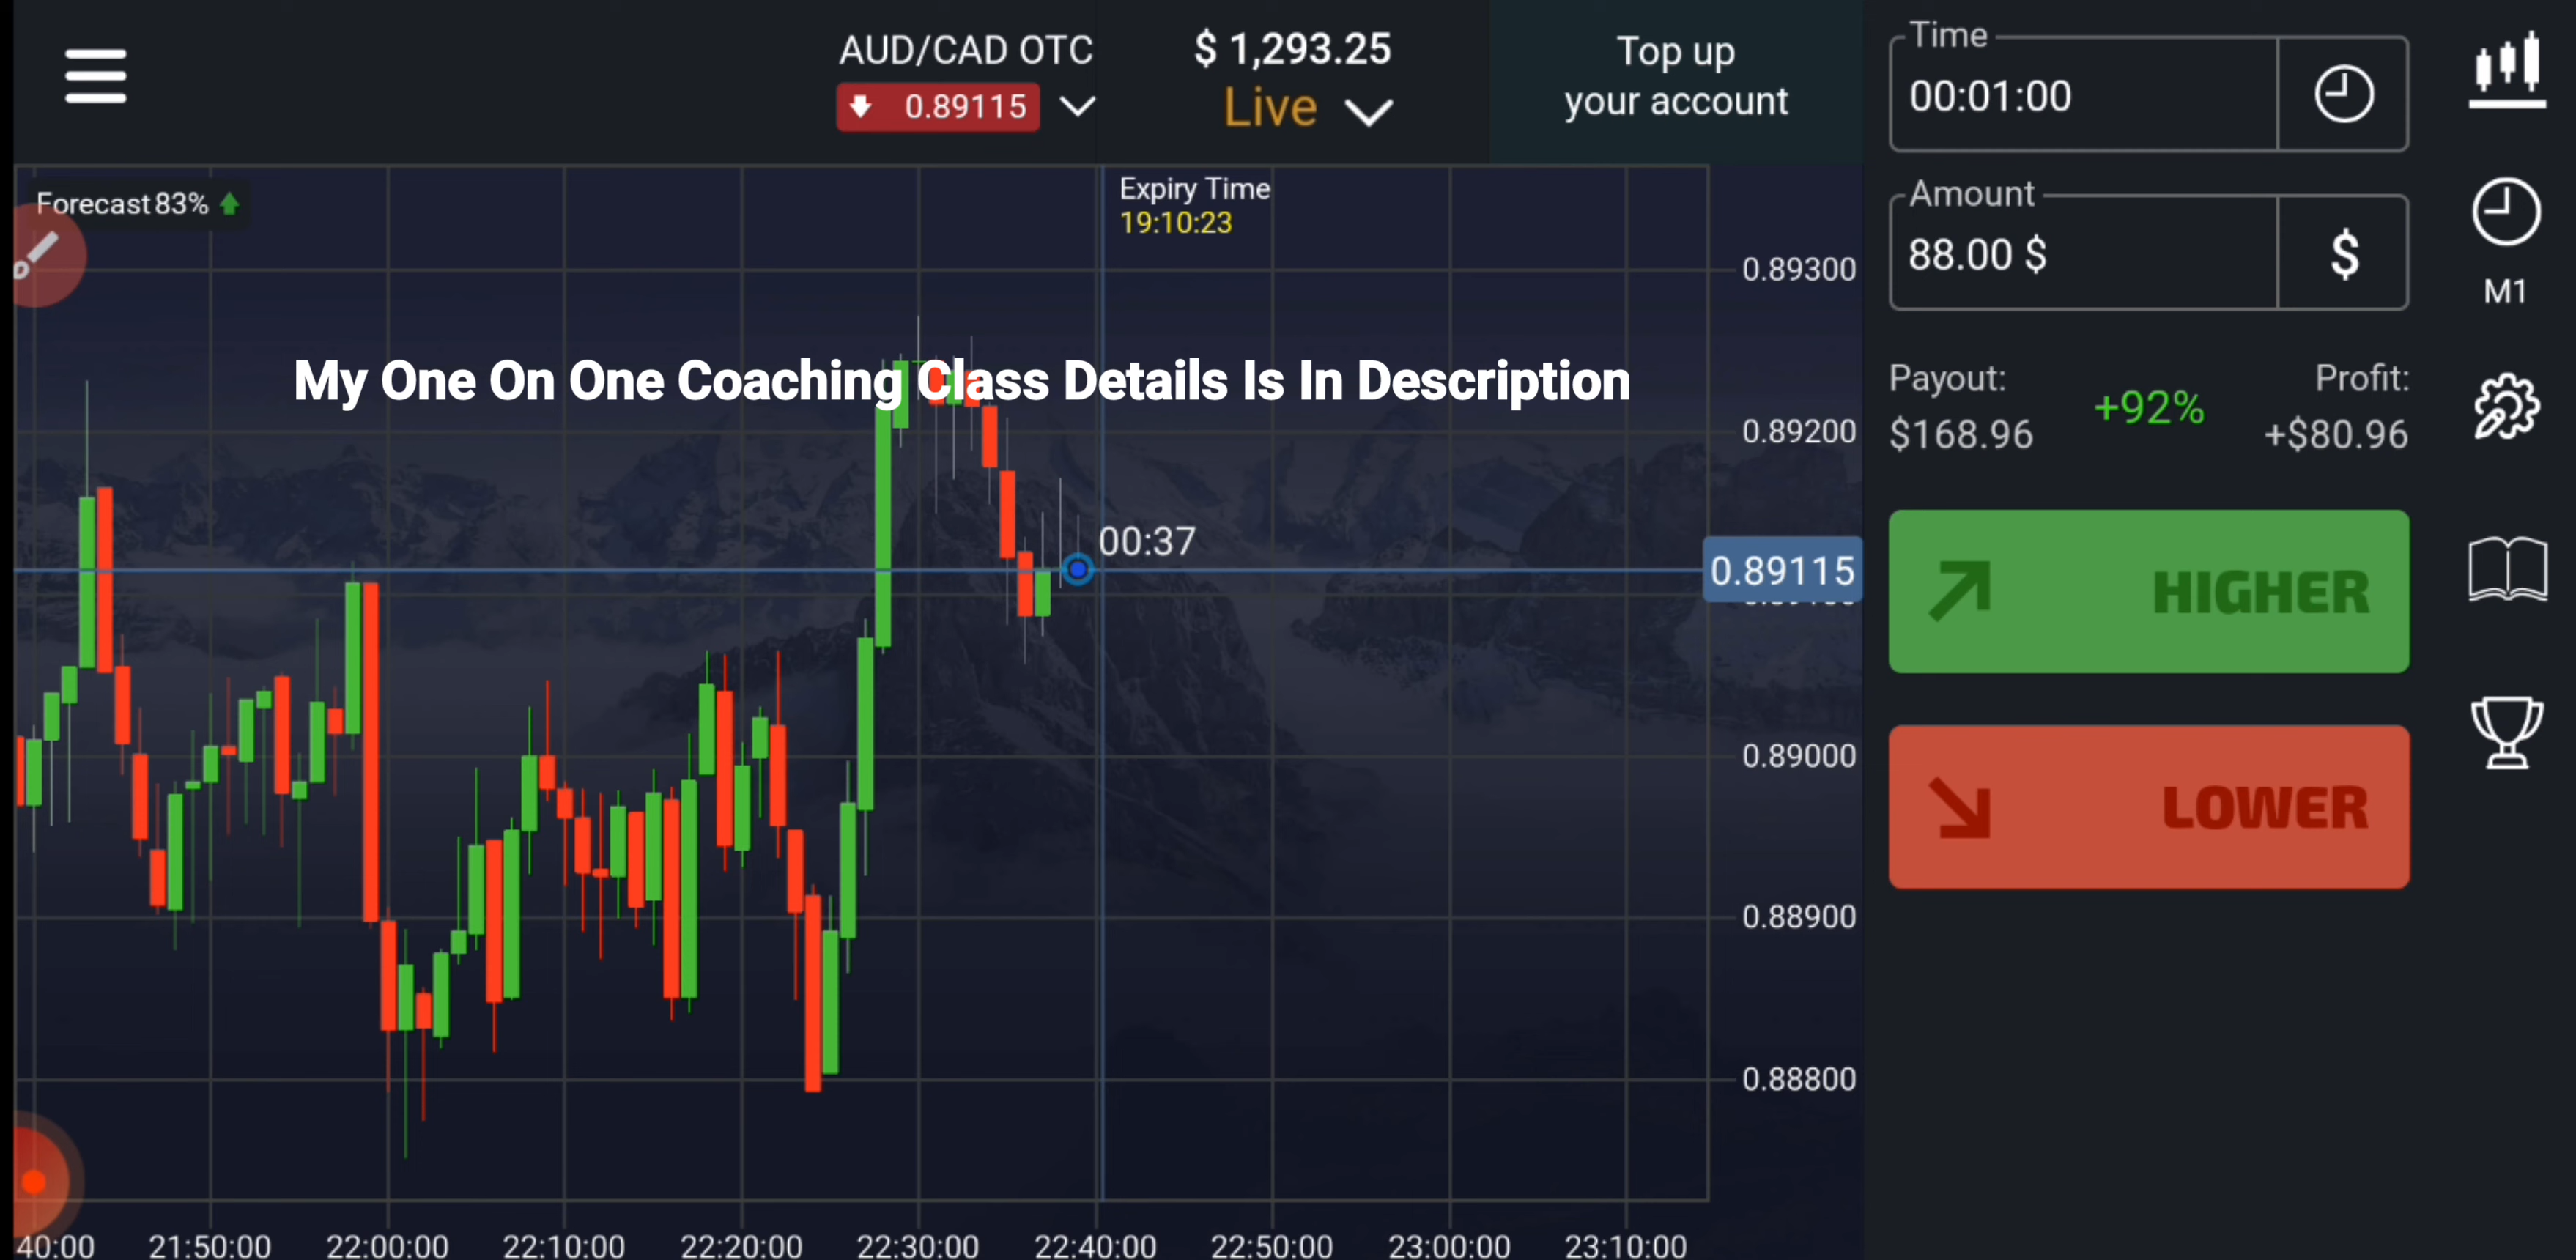 AUD/CAD OTC
0.89115
$ 1,293.25
Live
Top up
your account
Time
00:01:00
Forecast 83%
Expiry Time
19:10:23
Amount
88.00 $
$
M1
My One On One Coaching Class Details Is In Description
Payout:
$168.96
+92%
Profit:
+$80.96
00:37
0.89300
0.89200
0.89115
0.89000
0.88900
0.88800
HIGHER
LOWER
40:00 21:50:00 22:00:00 22:10:00 22:20:00 22:30:00 22:40:00 22:50:00 23:00:00 23:10:00